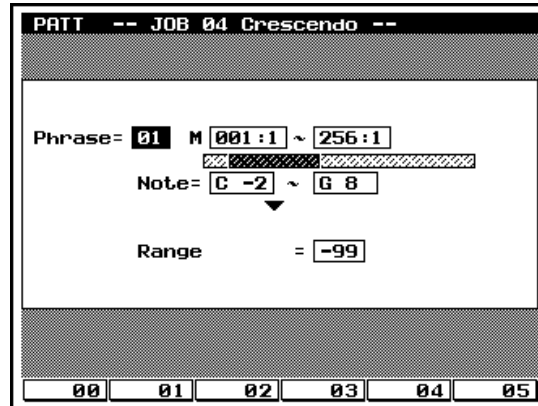 PATT -- JOB 04 Crescendo --
Phrase= 01 M 001:1 ~ 256:1
Note= C -2 ~ G 8
Range = -99
00 01 02 03 04 05